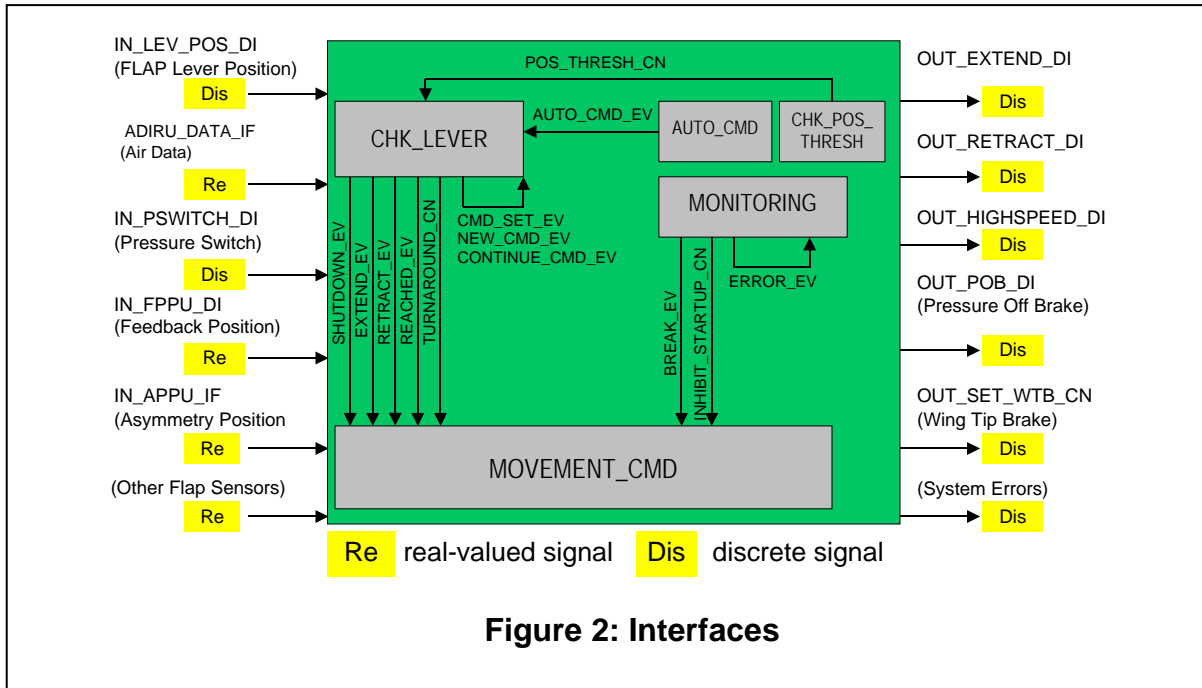 IN_LEV_POS_DI
(FLAP Lever Position)
Dis
ADIRU_DATA_IF
(Air Data)
Re
IN_PSWITCH_DI
(Pressure Switch)
Dis
IN_FPPU_DI
(Feedback Position)
Re
IN_APPU_IF
(Asymmetry Position
Re
(Other Flap Sensors)
Re
POS_THRESH_CN
CHK_LEVER
AUTO_CMD_EV
AUTO_CMD
CHK_POS_
THRESH
MONITORING
CMD_SET_EV
NEW_CMD_EV
CONTINUE_CMD_EV
SHUTDOWN_EV
EXTEND_EV
RETRACT_EV
REACHED_EV
TURNAROUND_CN
ERROR_EV
BREAK_EV
INHIBIT_STARTUP_CN
MOVEMENT_CMD
OUT_EXTEND_DI
Dis
OUT_RETRACT_DI
Dis
OUT_HIGHSPEED_DI
Dis
OUT_POB_DI
(Pressure Off Brake)
Dis
OUT_SET_WTB_CN
(Wing Tip Brake)
Dis
(System Errors)
Dis
Re real-valued signal Dis discrete signal
Figure 2: Interfaces